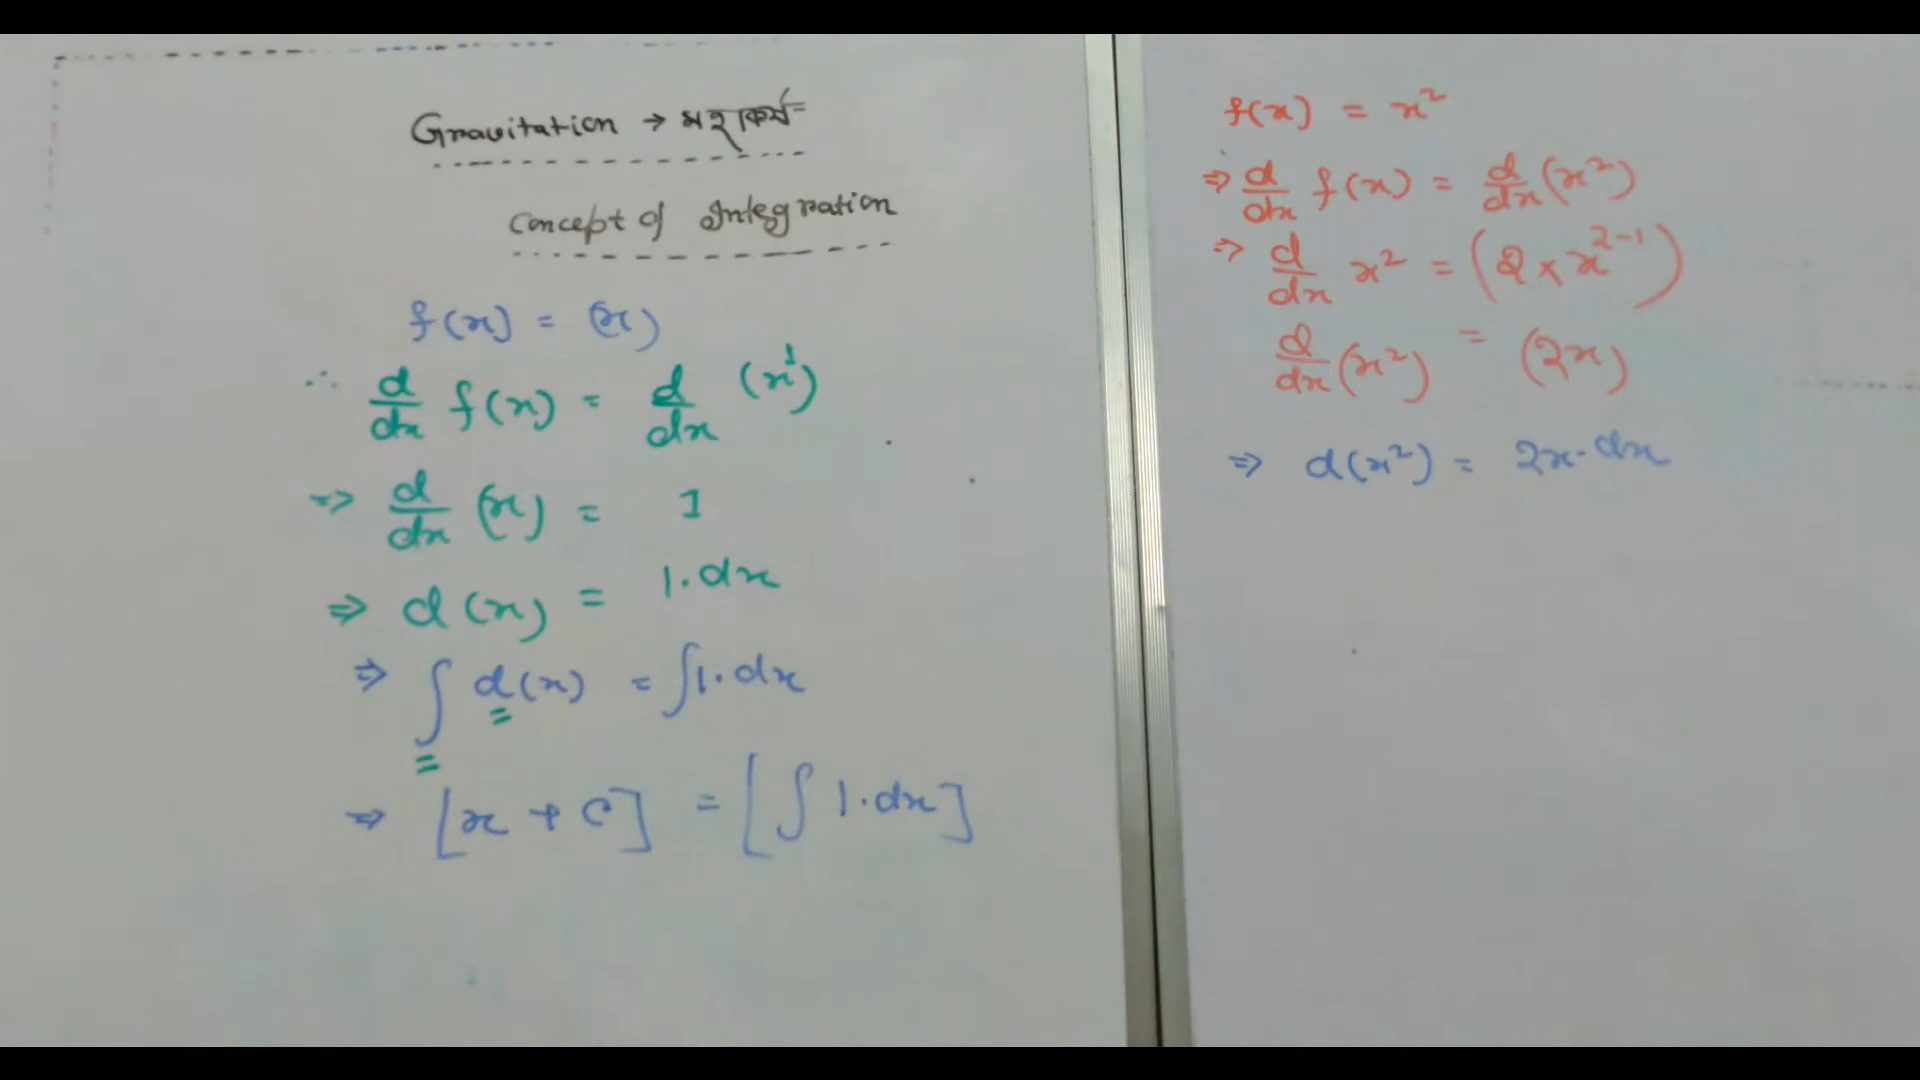 Gravitation → মহাকর্ষ
Concept of Integration
f(x) = (x)
∴ d/dx f(x) = d/dx (x¹)
⇒ d/dx (x) = 1
⇒ d(x) = 1.dx
⇒ ∫ d(x) = ∫1.dx
⇒ [x + C] = [∫ 1.dx]
f(x) = x²
⇒ d/dx f(x) = d/dx (x²)
⇒ d/dx x² = (2 × x²⁻¹)
d/dx (x²) = (2x)
⇒ d(x²) = 2x.dx